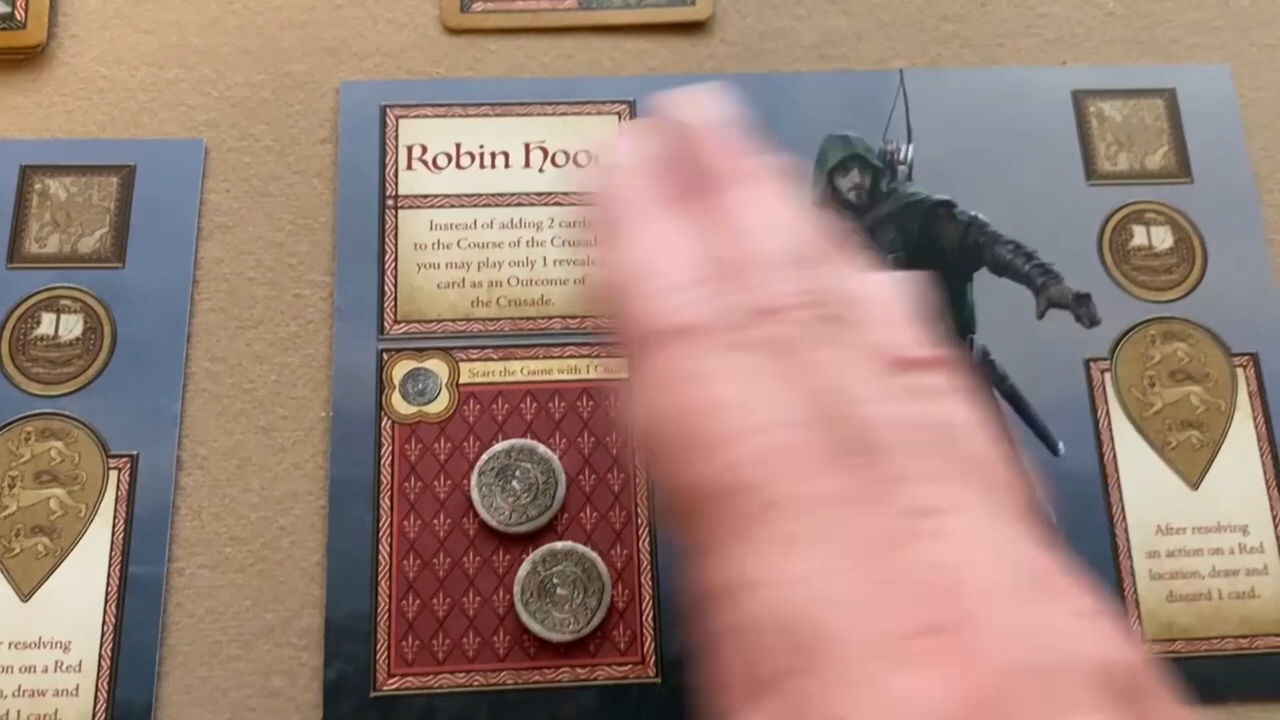 resolving
on on a Red
draw and
1 card.
Robin Hoo
Instead of adding 2 card
to the Course of the Crusad
you may play only 1 reveale
card as an Outcome of
the Crusade.
Start the Game with 1
After resolving
an action on a Red
location, draw and
discard 1 card.